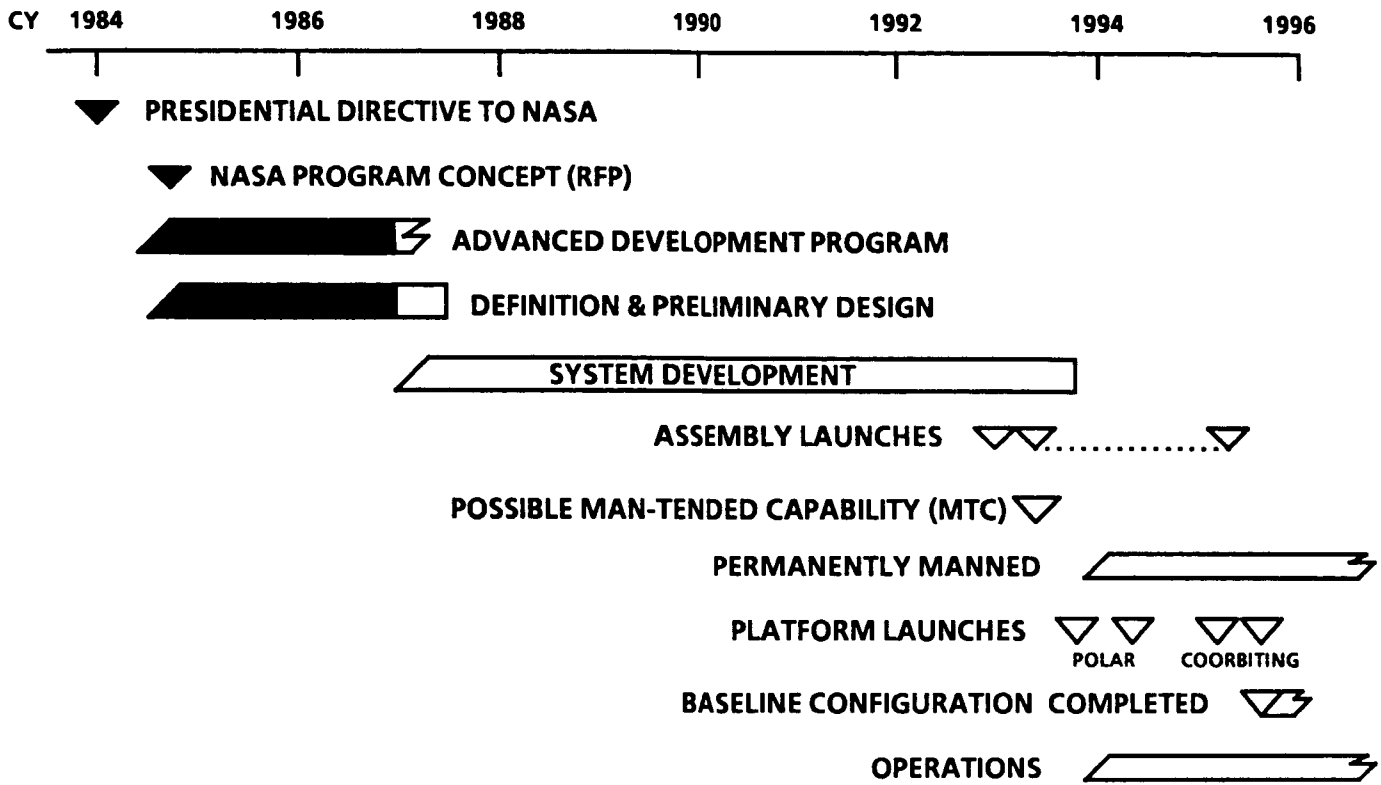 CY 1984 1986 1988 1990 1992 1994 1996
PRESIDENTIAL DIRECTIVE TO NASA
NASA PROGRAM CONCEPT (RFP)
ADVANCED DEVELOPMENT PROGRAM
DEFINITION & PRELIMINARY DESIGN
SYSTEM DEVELOPMENT
ASSEMBLY LAUNCHES
POSSIBLE MAN-TENDED CAPABILITY (MTC)
PERMANENTLY MANNED
PLATFORM LAUNCHES
POLAR COORBITING
BASELINE CONFIGURATION COMPLETED
OPERATIONS